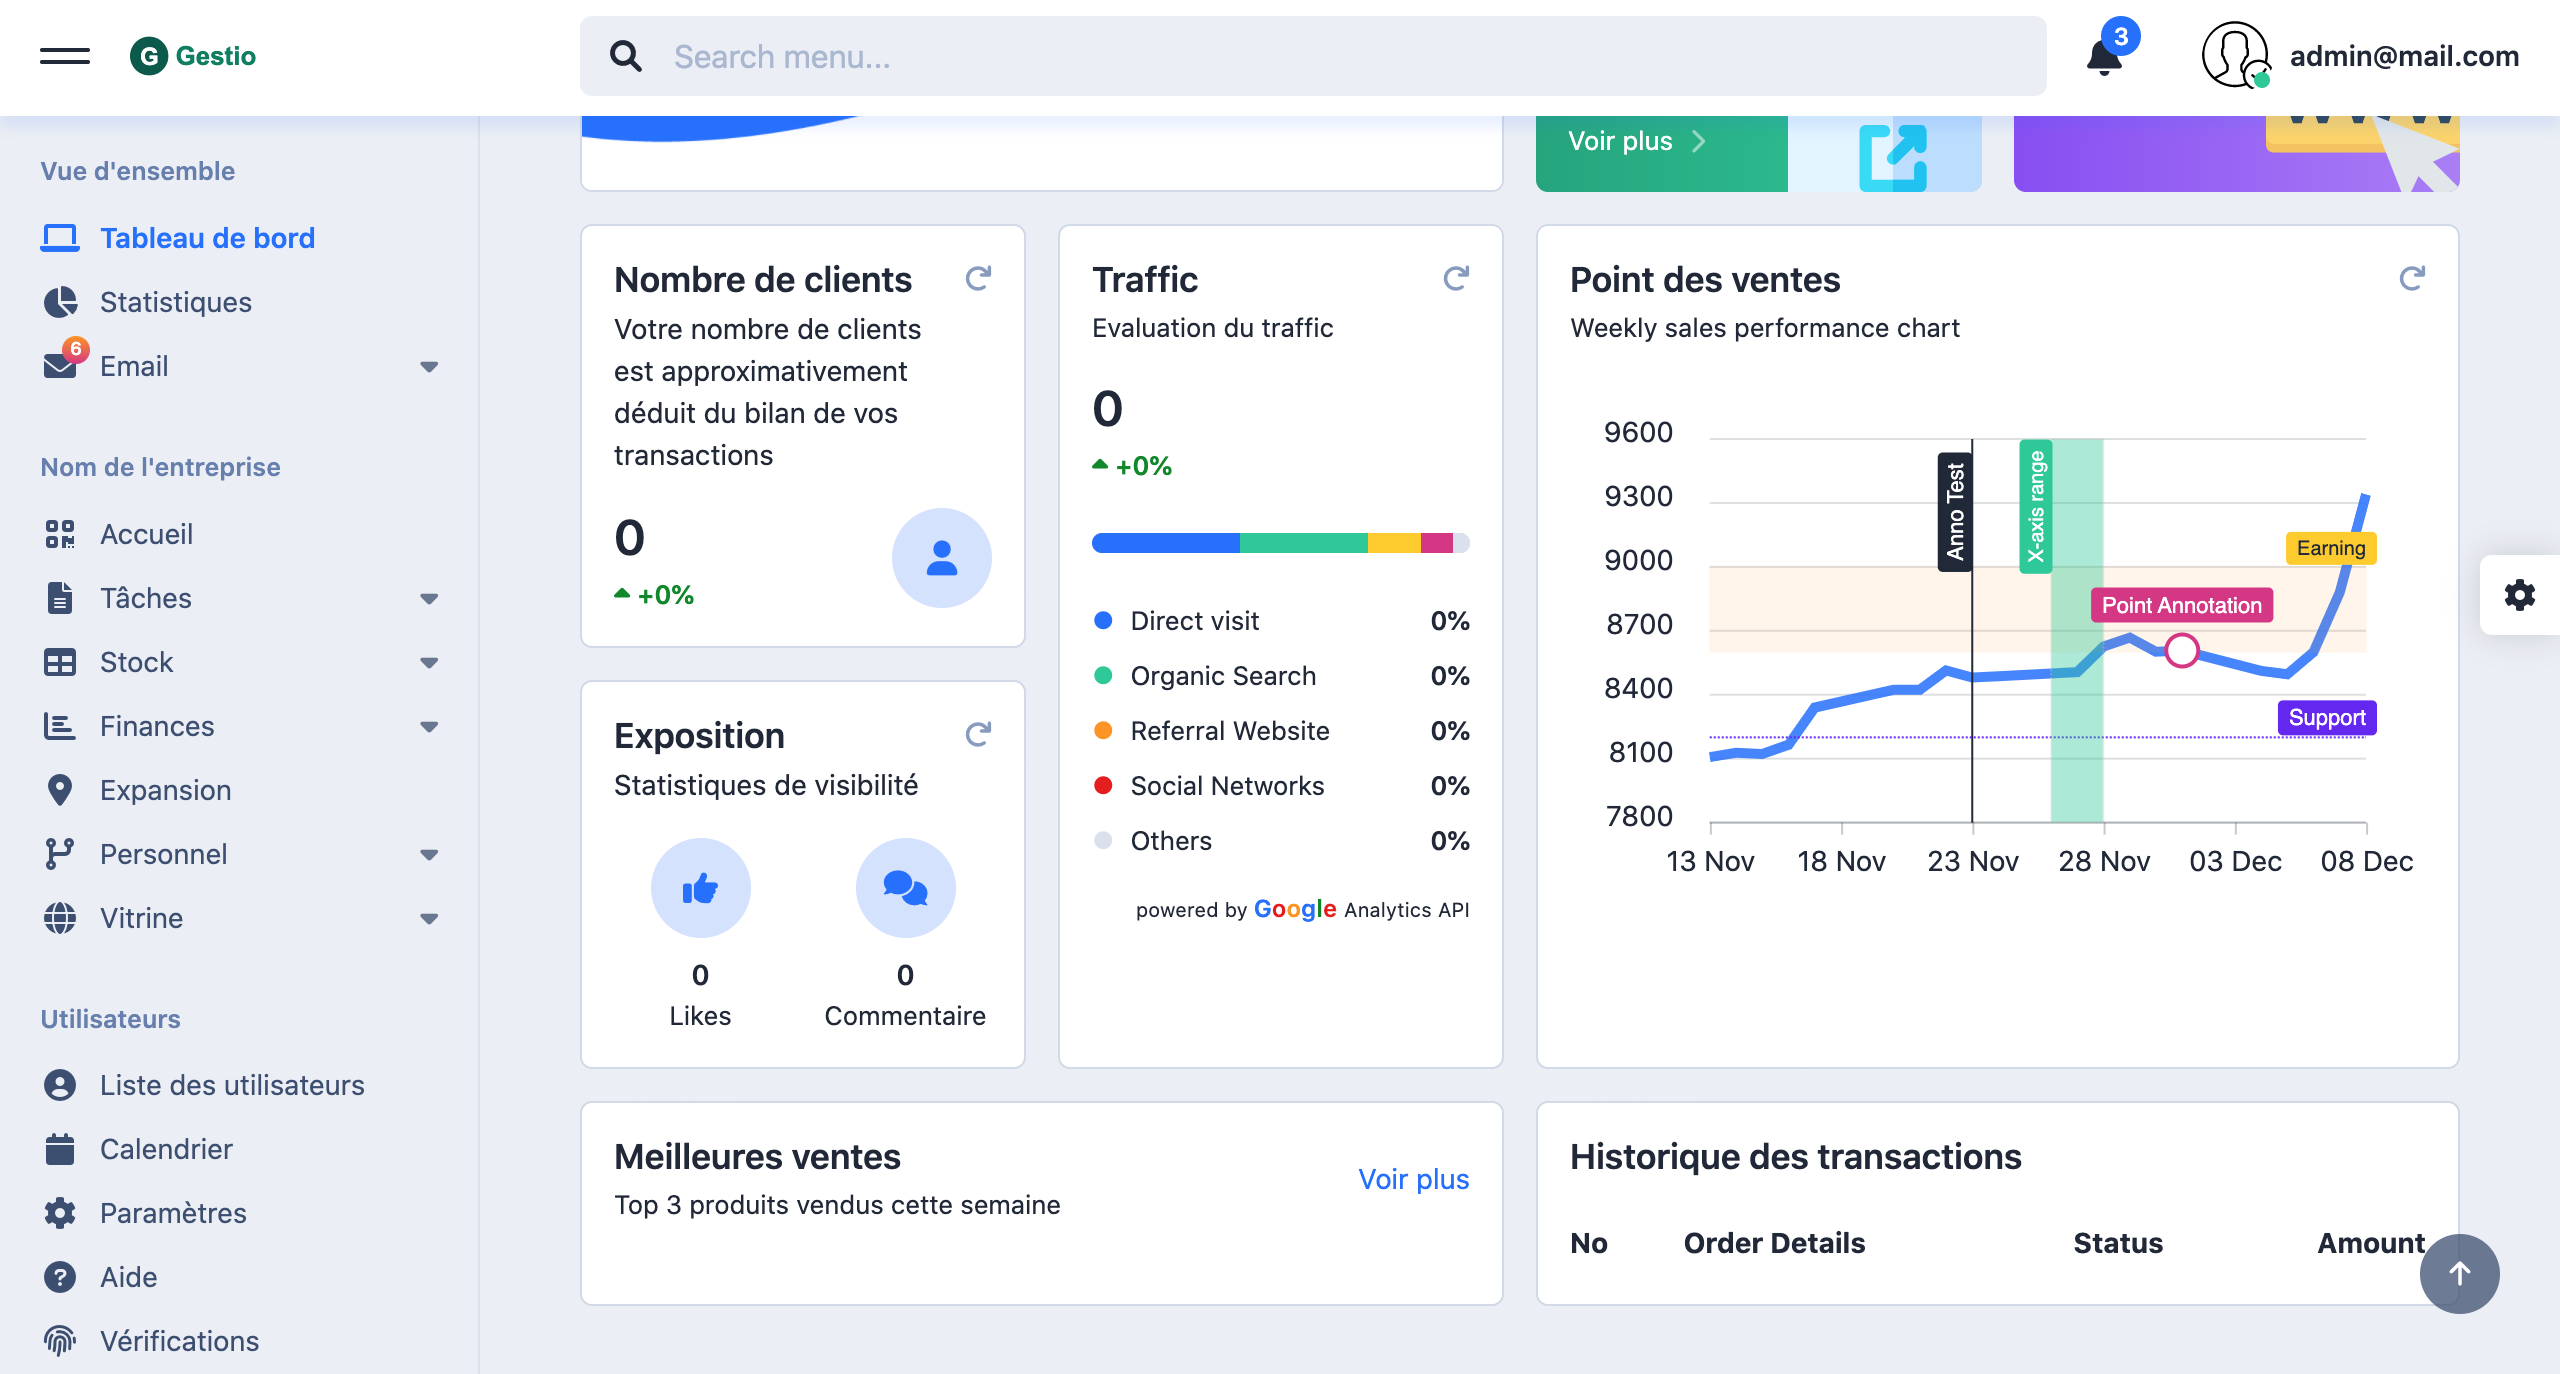 G Gestio
Search menu...
3
admin@mail.com
Vue d'ensemble
Tableau de bord
Statistiques
6
Email
Nom de l'entreprise
Accueil
Tâches
Stock
Finances
Expansion
Personnel
Vitrine
Utilisateurs
Liste des utilisateurs
Calendrier
Paramètres
Aide
Vérifications
Voir plus
Nombre de clients
Votre nombre de clients
est approximativement
déduit du bilan de vos
transactions
0
+0%
Exposition
Statistiques de visibilité
0
Likes
0
Commentaire
Traffic
Evaluation du traffic
0
+0%
Direct visit 0%
Organic Search 0%
Referral Website 0%
Social Networks 0%
Others 0%
powered by Google Analytics API
Point des ventes
Weekly sales performance chart
9600
9300
9000
8700
8400
8100
7800
Anno Test
X-axis range
Earning
Point Annotation
Support
13 Nov 18 Nov 23 Nov 28 Nov 03 Dec 08 Dec
Meilleures ventes
Top 3 produits vendus cette semaine
Voir plus
Historique des transactions
No Order Details Status Amount